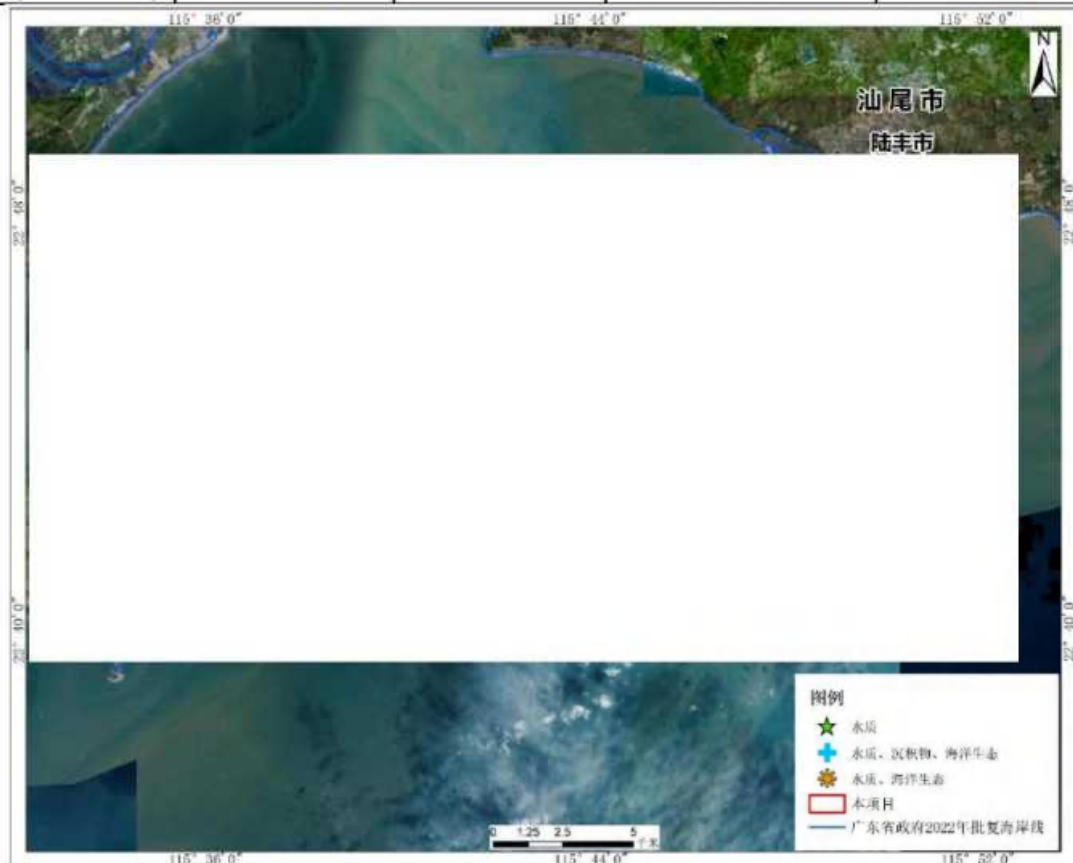 115° 36′ 0″
115° 44′ 0″
115° 52′ 0″
N
汕尾市
陆丰市
22° 48′ 0″
22° 48′ 0″
22° 40′ 0″
22° 40′ 0″
图例
水质
水质、沉积物、海洋生态
水质、海洋生态
本项目
广东省政府2022年批复海岸线
0 1.25 2.5 5
千米
115° 36′ 0″
115° 44′ 0″
115° 52′ 0″